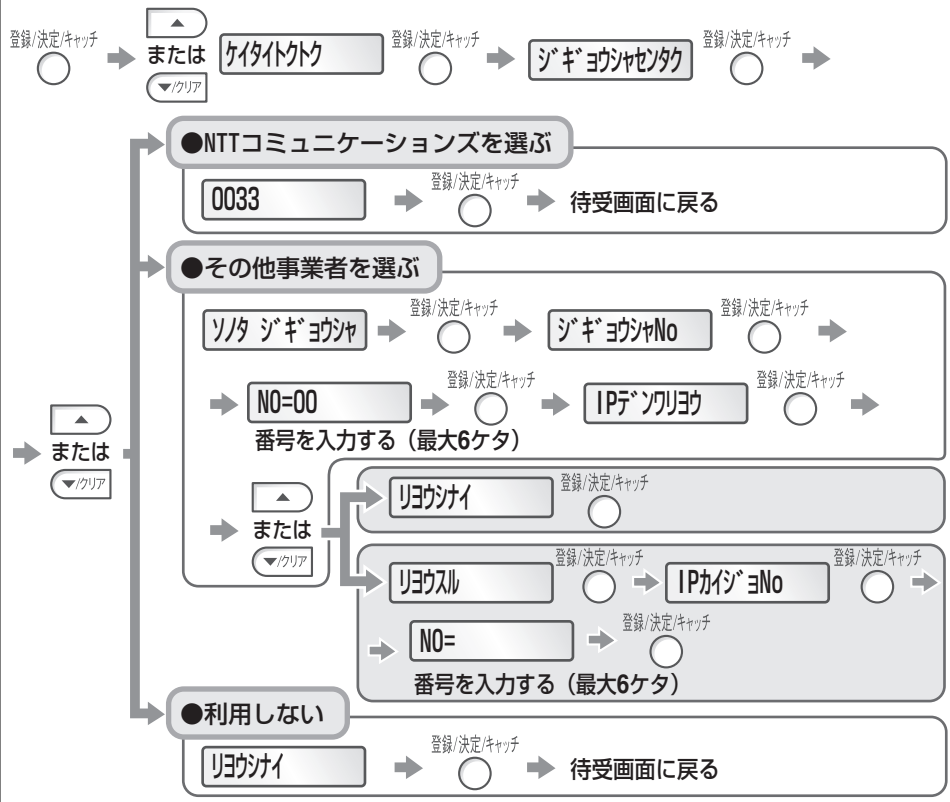 登録/決定/キャッチ
▲
または
▼/クリア
ケイタイトクトク
登録/決定/キャッチ
ジギョウシャセンタク
登録/決定/キャッチ
▲
または
▼/クリア
●NTTコミュニケーションズを選ぶ
0033
登録/決定/キャッチ
待受画面に戻る
●その他事業者を選ぶ
ソノタ ジギョウシャ
登録/決定/キャッチ
ジギョウシャNo
登録/決定/キャッチ
NO=00
登録/決定/キャッチ
IPデンワリヨウ
登録/決定/キャッチ
番号を入力する（最大6ケタ）
▲
または
▼/クリア
リヨウシナイ
登録/決定/キャッチ
リヨウスル
登録/決定/キャッチ
IPカイジョNo
登録/決定/キャッチ
NO=
登録/決定/キャッチ
番号を入力する（最大6ケタ）
●利用しない
リヨウシナイ
登録/決定/キャッチ
待受画面に戻る